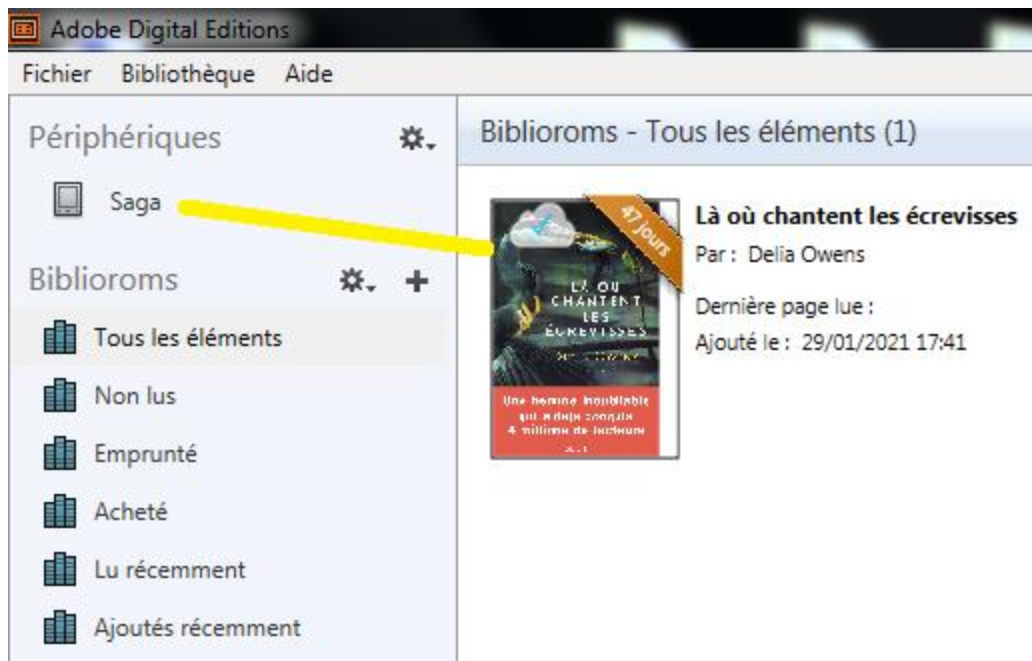 Adobe Digital Editions
Fichier Bibliothèque Aide
Périphériques
Saga
Biblioroms
Tous les éléments
Non lus
Emprunté
Acheté
Lu récemment
Ajoutés récemment
Biblioroms - Tous les éléments (1)
47 jours
LÀ OÙ
CHANTENT
LES
ÉCREVISSES
Une héroïne inoubliable
qui a déjà conquis
4 millions de lecteurs
Là où chantent les écrevisses
Par : Delia Owens
Dernière page lue :
Ajouté le : 29/01/2021 17:41